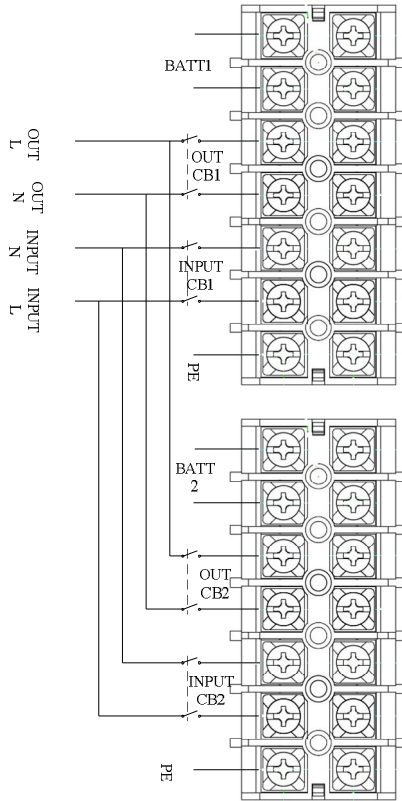 BATT1
OUT
L
OUT
CB1
OUT
N
INPUT
N
INPUT
CB1
INPUT
L
PE
BATT
2
OUT
CB2
INPUT
CB2
PE